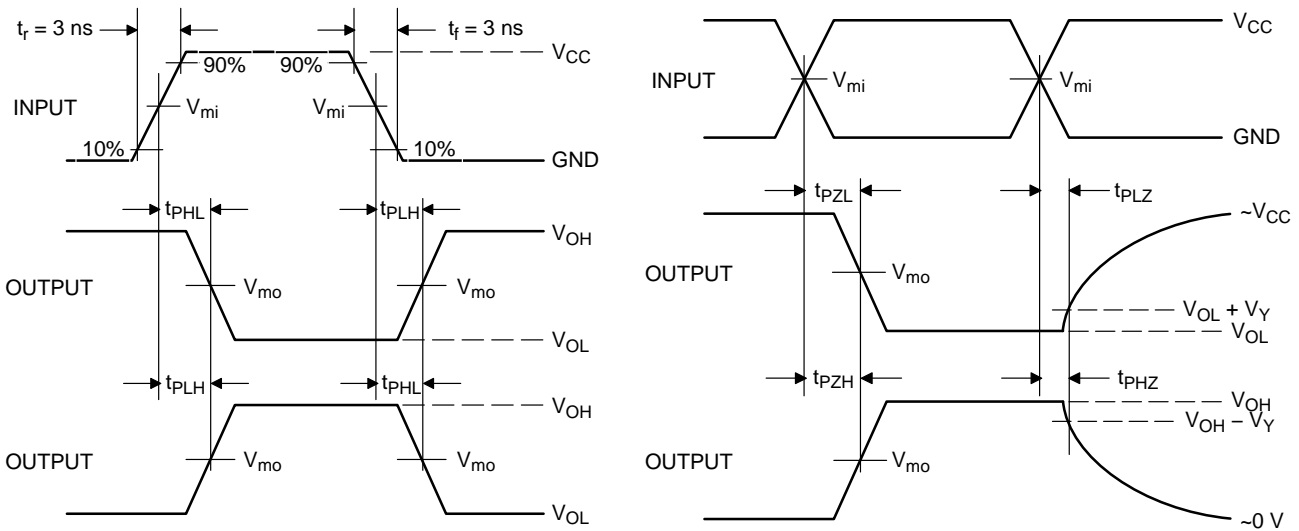 tr = 3 ns
tf = 3 ns
VCC
90%
90%
INPUT
Vmi
Vmi
10%
10%
GND
tPHL
tPLH
VOH
OUTPUT
Vmo
Vmo
VOL
tPLH
tPHL
VOH
OUTPUT
Vmo
Vmo
VOL
VCC
INPUT
Vmi
Vmi
GND
tPZL
tPLZ
~VCC
OUTPUT
Vmo
VOL + VY
VOL
tPZH
tPHZ
VOH
VOH – VY
OUTPUT
Vmo
~0 V